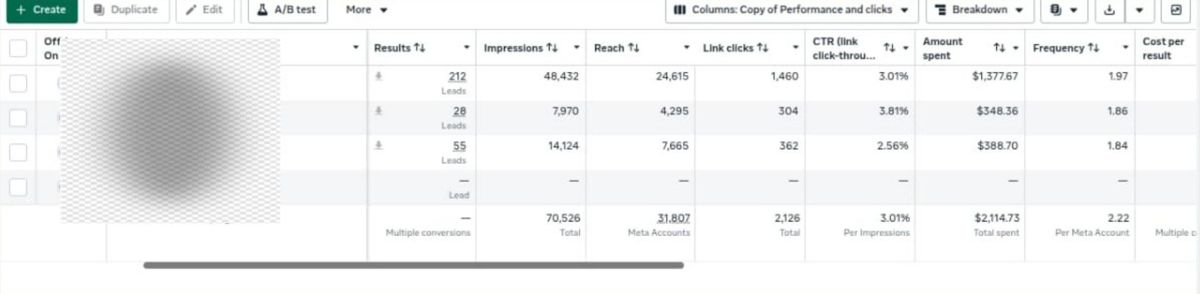 + Create Duplicate Edit A/B test More Columns: Copy of Performance and clicks Breakdown
Off
On
Results Impressions Reach Link clicks CTR (link click-throu... Amount spent Frequency Cost per result
212 48,432 24,615 1,460 3.01% $1,377.67 1.97
Leads
28 7,970 4,295 304 3.81% $348.36 1.86
Leads
55 14,124 7,665 362 2.56% $388.70 1.84
Leads
— — — — — — —
Lead
— 70,526 31,807 2,126 3.01% $2,114.73 2.22
Multiple conversions Total Meta Accounts Total Per Impressions Total spent Per Meta Account Multiple c